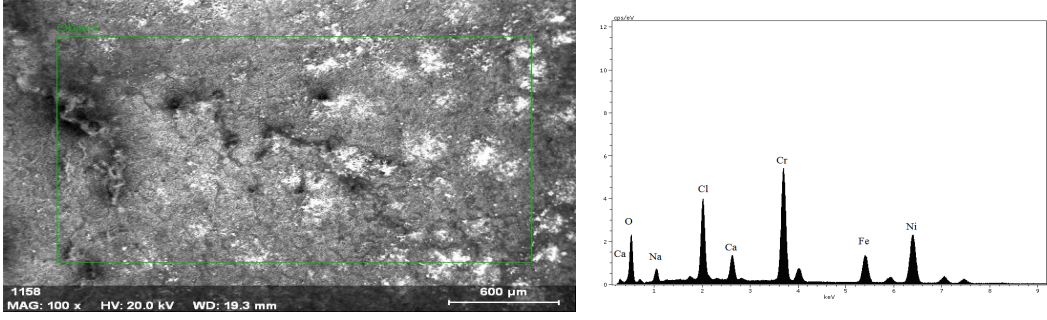 1158
MAG: 100 x HV: 20.0 kV WD: 19.3 mm
600 µm
cps/eV
12
10
8
6
4
2
0
Ca
O
Na
Cl
Ca
Cr
Fe
Ni
1 2 3 4 5 6 7 8 9
keV